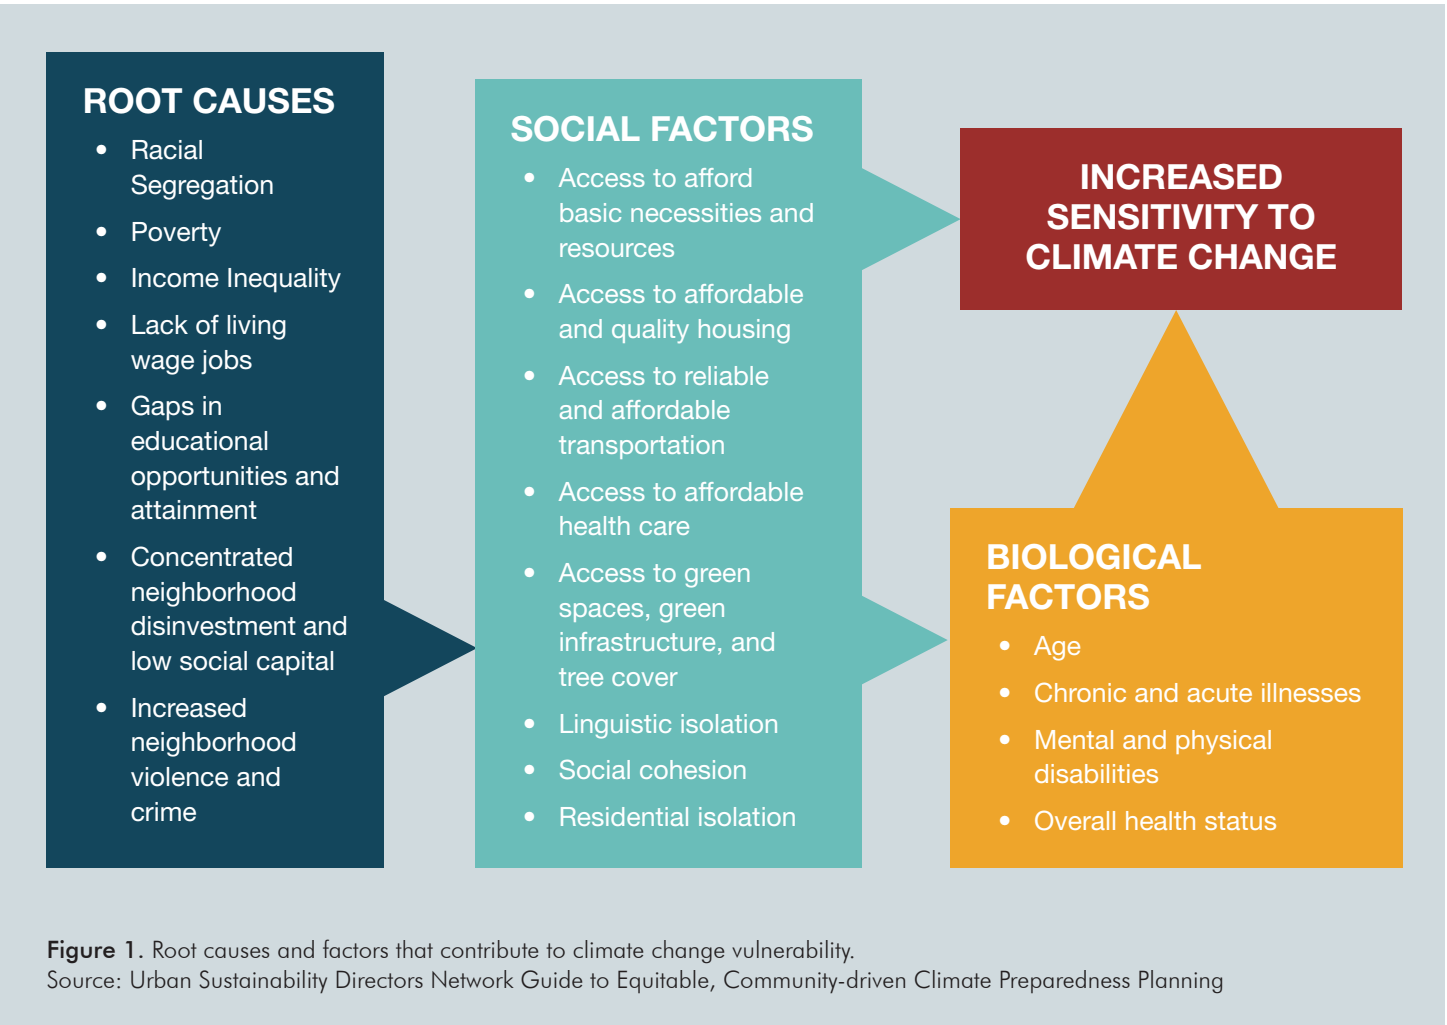 ROOT CAUSES
• Racial
Segregation
• Poverty
• Income Inequality
• Lack of living
wage jobs
• Gaps in
educational
opportunities and
attainment
• Concentrated
neighborhood
disinvestment and
low social capital
• Increased
neighborhood
violence and
crime
SOCIAL FACTORS
• Access to afford
basic necessities and
resources
• Access to affordable
and quality housing
• Access to reliable
and affordable
transportation
• Access to affordable
health care
• Access to green
spaces, green
infrastructure, and
tree cover
• Linguistic isolation
• Social cohesion
• Residential isolation
INCREASED
SENSITIVITY TO
CLIMATE CHANGE
BIOLOGICAL
FACTORS
• Age
• Chronic and acute illnesses
• Mental and physical
disabilities
• Overall health status
Figure 1. Root causes and factors that contribute to climate change vulnerability.
Source: Urban Sustainability Directors Network Guide to Equitable, Community-driven Climate Preparedness Planning